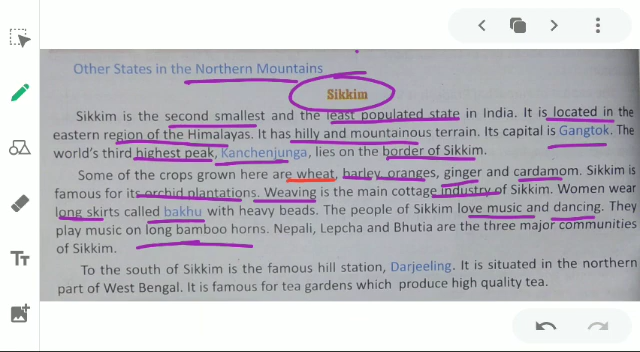 Other States in the Northern Mountains
Sikkim
Sikkim is the second smallest and the least populated state in India. It is located in the
eastern region of the Himalayas. It has hilly and mountainous terrain. Its capital is Gangtok. The
world's third highest peak, Kanchenjunga, lies on the border of Sikkim.
Some of the crops grown here are wheat, barley, oranges, ginger and cardamom. Sikkim is
famous for its orchid plantations. Weaving is the main cottage industry of Sikkim. Women wear
long skirts called bakhu with heavy beads. The people of Sikkim love music and dancing. They
play music on long bamboo horns. Nepali, Lepcha and Bhutia are the three major communities
of Sikkim.
To the south of Sikkim is the famous hill station, Darjeeling. It is situated in the northern
part of West Bengal. It is famous for tea gardens which produce high quality tea.
Tт